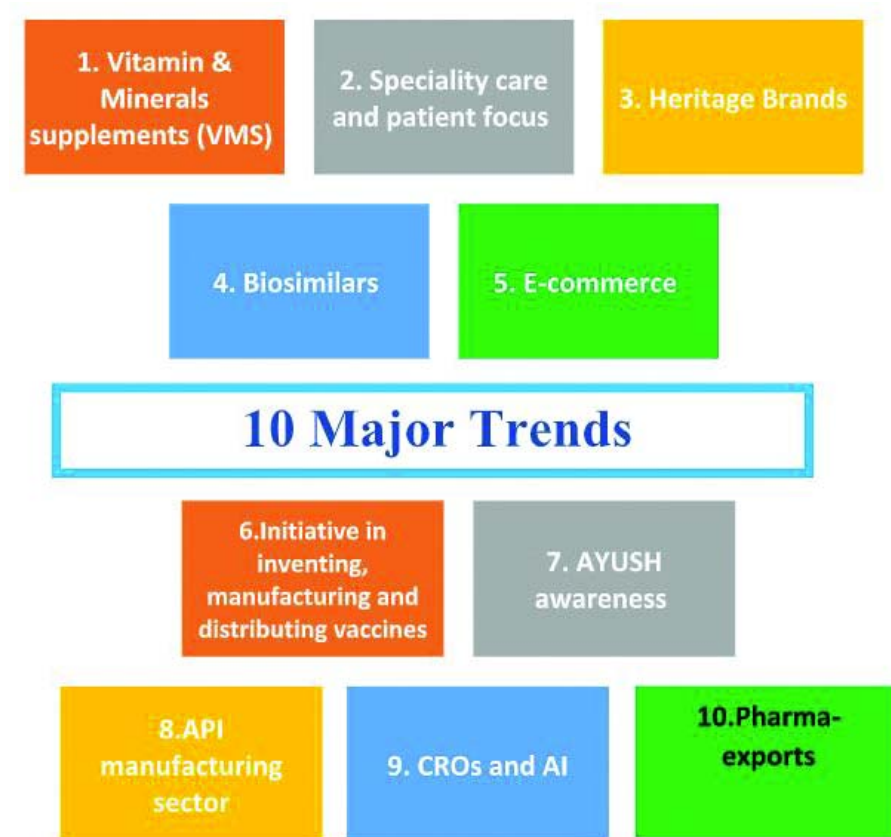 1. Vitamin &
Minerals
supplements (VMS)
2. Speciality care
and patient focus
3. Heritage Brands
4. Biosimilars
5. E-commerce
10 Major Trends
6.Initiative in
inventing,
manufacturing and
distributing vaccines
7. AYUSH
awareness
8.API
manufacturing
sector
9. CROs and AI
10.Pharma-
exports